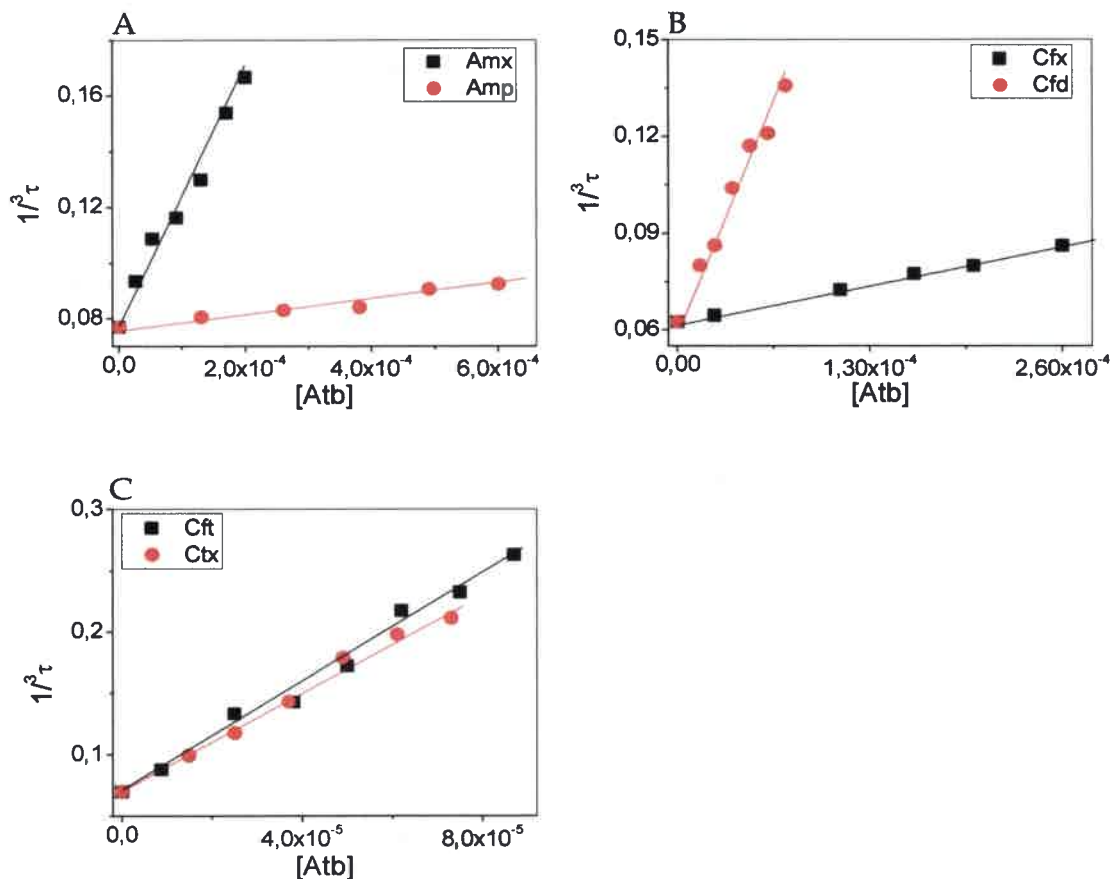 A
0,16
0,12
0,08
1/³τ
Amx
Amp
0,0
2,0x10⁻⁴
4,0x10⁻⁴
6,0x10⁻⁴
[Atb]
B
0,15
0,12
0,09
0,06
1/³τ
Cfx
Cfd
0,00
1,30x10⁻⁴
2,60x10⁻⁴
[Atb]
C
0,3
0,2
0,1
1/³τ
Cft
Ctx
0,0
4,0x10⁻⁵
8,0x10⁻⁵
[Atb]